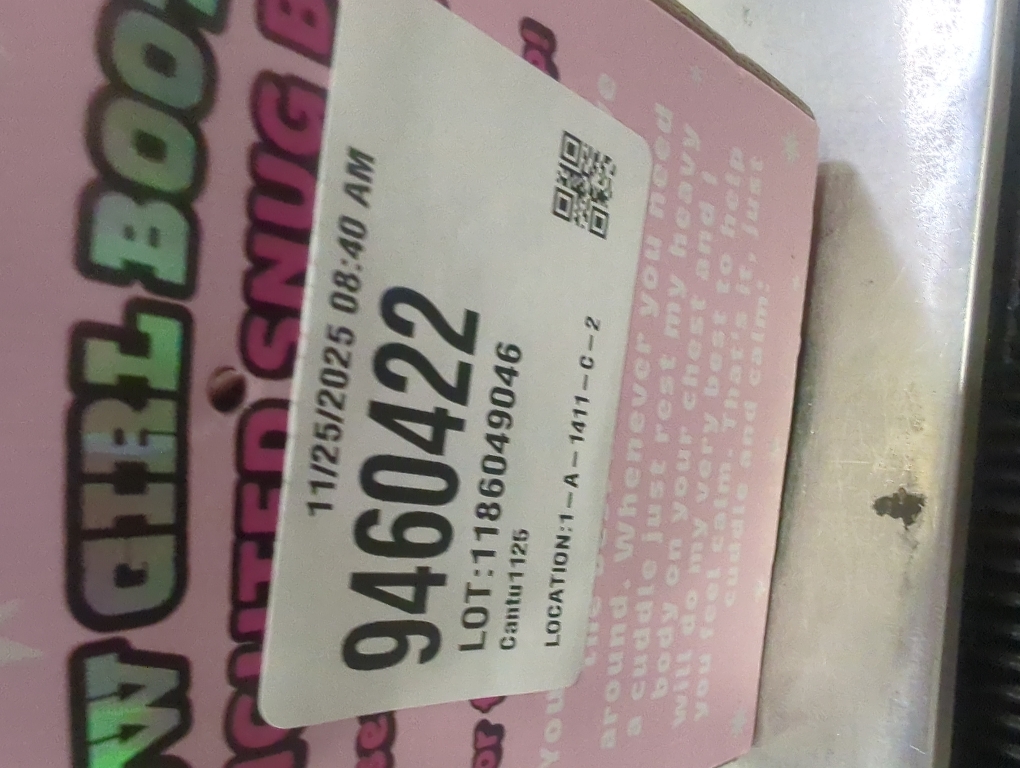 W GIRL BOO
SNUG B
11/25/2025 08:40 AM
9460422
LOT:1186049046
Cantu1125
LOCATION:1-A-1411-C-2
around. Whenever you need
a cuddle just rest my heavy
body on your chest and I
will do my very best to help
you feel calm. That's it, just
cuddle and calm!